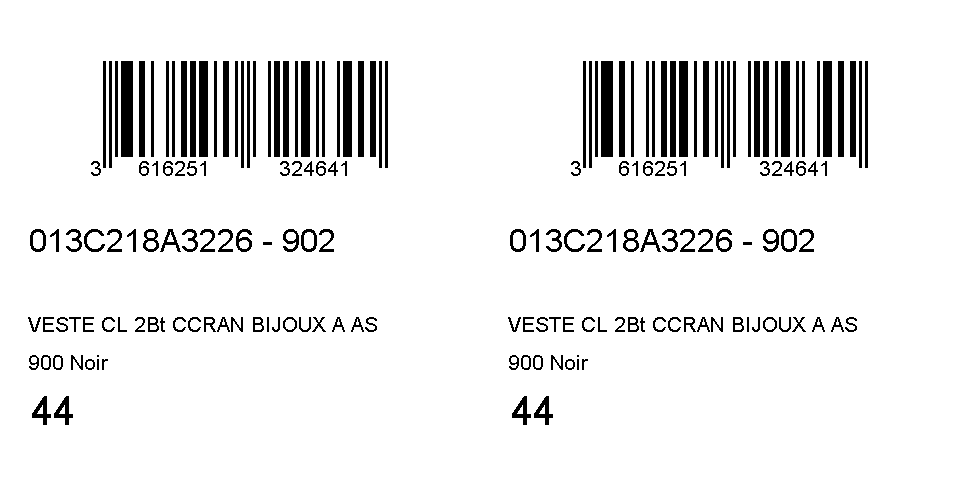 3 616251 324641 3 616251 324641
013C218A3226 - 902 013C218A3226 - 902
VESTE CL 2Bt CCRAN BIJOUX A AS VESTE CL 2Bt CCRAN BIJOUX A AS
900 Noir 900 Noir
44 44